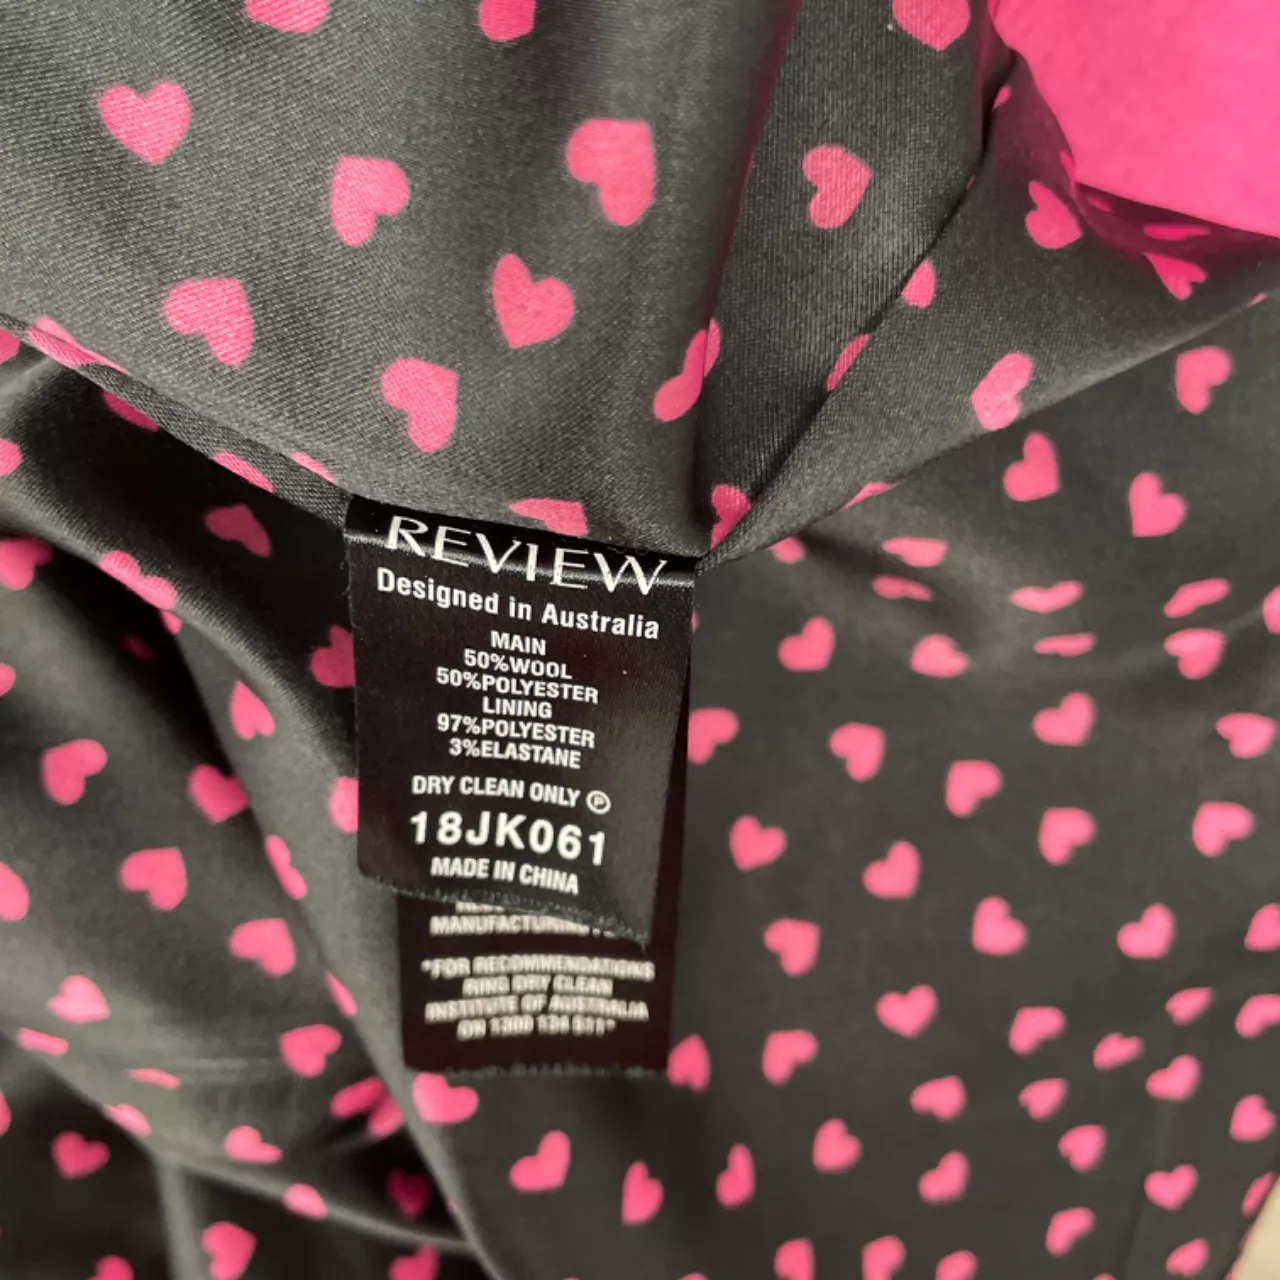 REVIEW
Designed in Australia
MAIN
50%WOOL
50%POLYESTER
LINING
97%POLYESTER
3%ELASTANE
DRY CLEAN ONLY Ⓟ
18JK061
MADE IN CHINA
"FOR RECOMMENDATIONS
RING DRY CLEAN
INSTITUTE OF AUSTRALIA